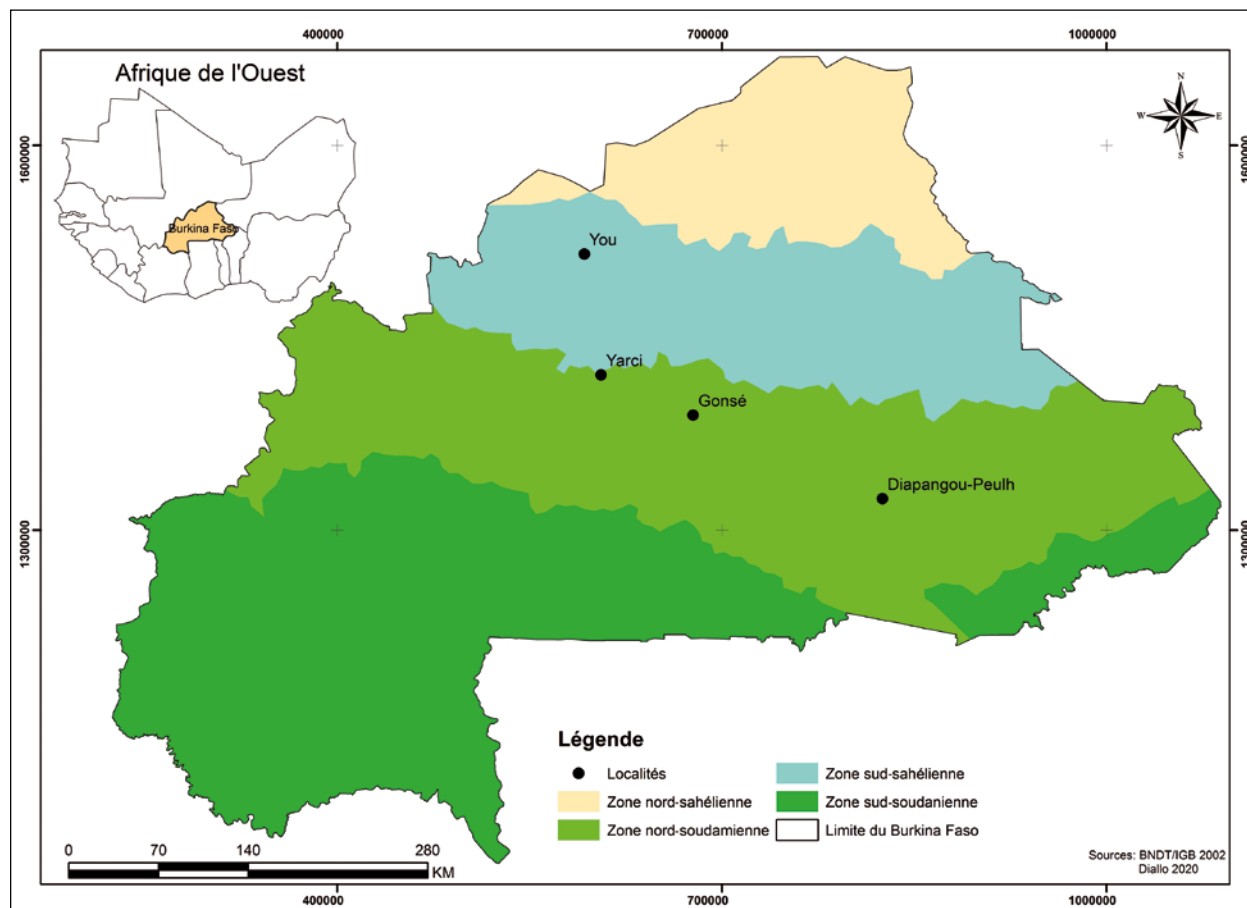 400000
700000
1000000
Afrique de l'Ouest
N
W
E
S
1600000
1600000
Burkina Faso
You
Yarci
Gonsé
Diapangou-Peulh
1300000
1300000
Légende
Localités
Zone nord-sahélienne
Zone nord-soudamienne
Zone sud-sahélienne
Zone sud-soudanienne
Limite du Burkina Faso
0
70
140
280
KM
Sources: BNDT/IGB 2002
Diallo 2020
400000
700000
1000000